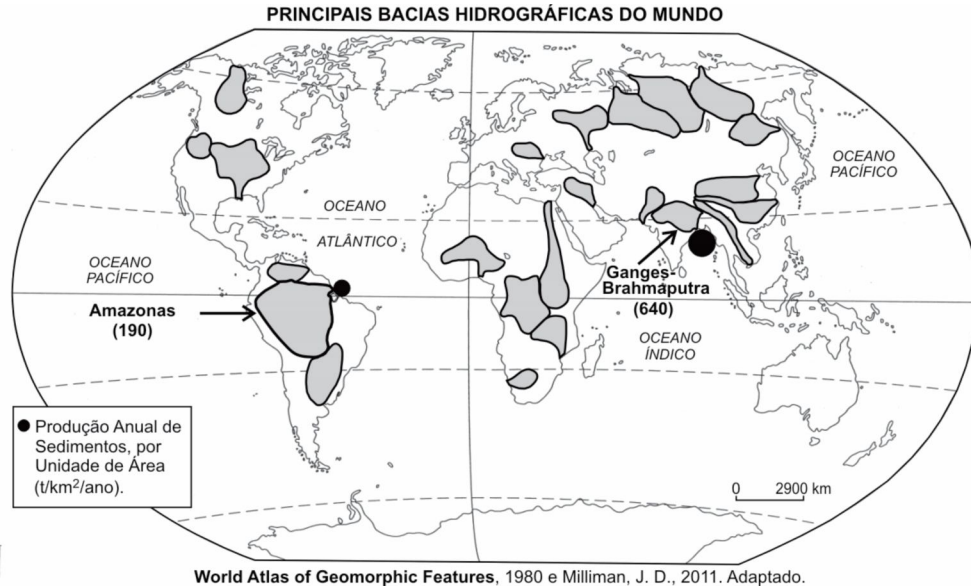 PRINCIPAIS BACIAS HIDROGRÁFICAS DO MUNDO
OCEANO
PACÍFICO
OCEANO
ATLÂNTICO
OCEANO
PACÍFICO
Amazonas
(190)
Ganges-
Brahmaputra
(640)
OCEANO
ÍNDICO
Produção Anual de
Sedimentos, por
Unidade de Área
(t/km²/ano).
0 2900 km
World Atlas of Geomorphic Features, 1980 e Milliman, J. D., 2011. Adaptado.